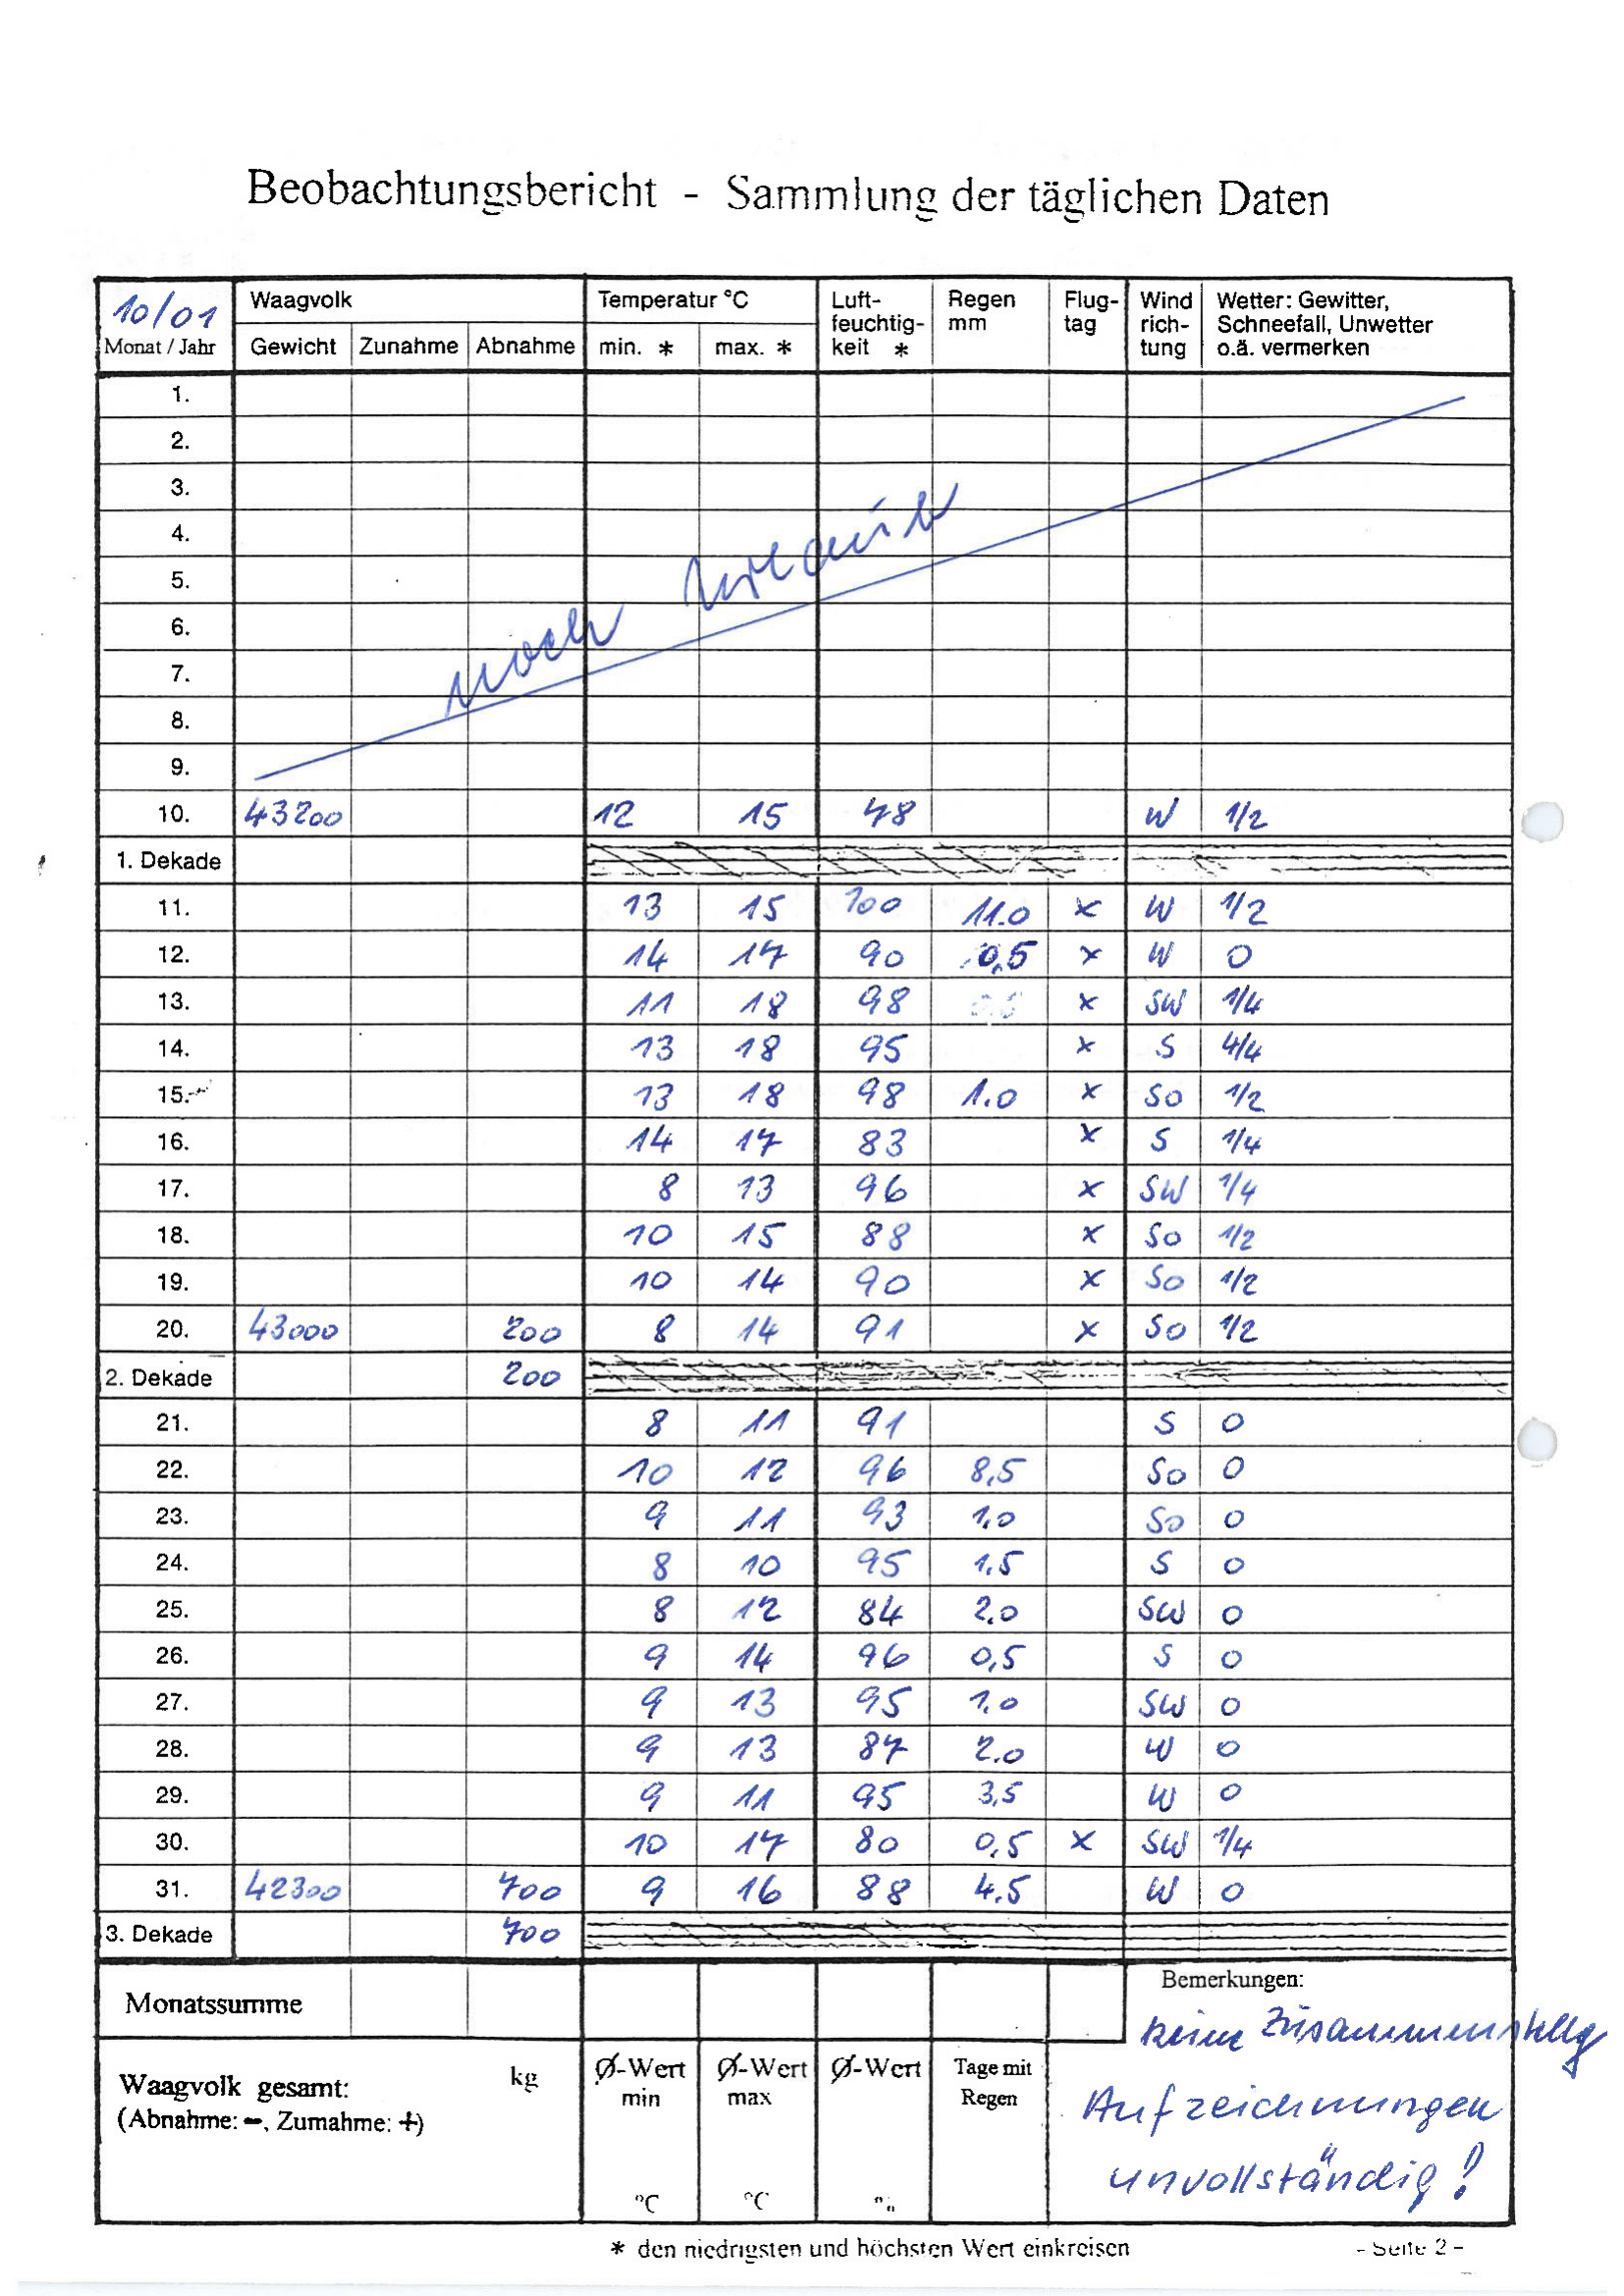 Beobachtungsbericht - Sammlung der täglichen Daten
10/01 Waagvolk Temperatur °C Luft- Regen Flug- Wind Wetter: Gewitter,
feuchtig- mm tag rich- Schneefall, Unwetter
Monat / Jahr Gewicht Zunahme Abnahme min. * max. * keit * tung o.ä. vermerken
1.
2.
3.
4.
5.
6.
7.
8.
9.
noch Urlaub
10. 43200 12 15 78 W 1/2
1. Dekade
11. 13 15 100 11.0 x W 1/2
12. 14 17 90 0,5 x W 0
13. 11 18 98 x SW 1/4
14. 13 18 95 x S 4/4
15. 13 18 98 1.0 x SO 1/2
16. 14 17 83 x S 1/4
17. 8 13 96 x SW 1/4
18. 10 15 88 x SO 1/2
19. 10 14 90 x SO 1/2
20. 43000 200 8 14 91 x SO 1/2
2. Dekade 200
21. 8 11 91 S 0
22. 10 12 96 8,5 SO 0
23. 9 11 93 1,0 SO 0
24. 8 10 95 1,5 S 0
25. 8 12 84 2,0 SW 0
26. 9 14 96 0,5 S 0
27. 9 13 95 1,0 SW 0
28. 9 13 87 2.0 W 0
29. 9 11 95 3,5 W 0
30. 10 17 80 0,5 x SW 1/4
31. 42300 700 9 16 88 4.5 W 0
3. Dekade 700
Monatssumme
Bemerkungen:
keine Zusammenstellg
Aufzeichnungen
unvollständig!
Waagvolk gesamt: kg Ø-Wert Ø-Wert Ø-Wert Tage mit
(Abnahme: -, Zumahme: +) min max Regen
°C °C
* den niedrigsten und höchsten Wert einkreisen - Seite 2 -